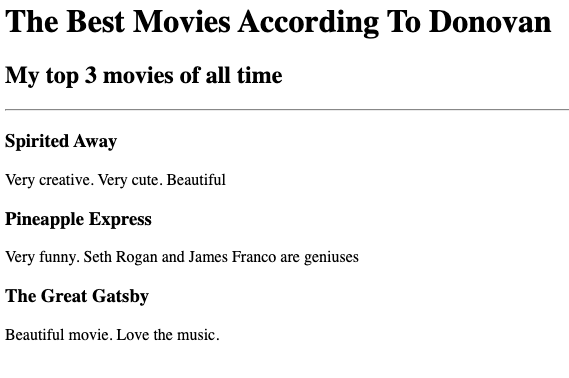 The Best Movies According To Donovan
My top 3 movies of all time
Spirited Away
Very creative. Very cute. Beautiful
Pineapple Express
Very funny. Seth Rogan and James Franco are geniuses
The Great Gatsby
Beautiful movie. Love the music.